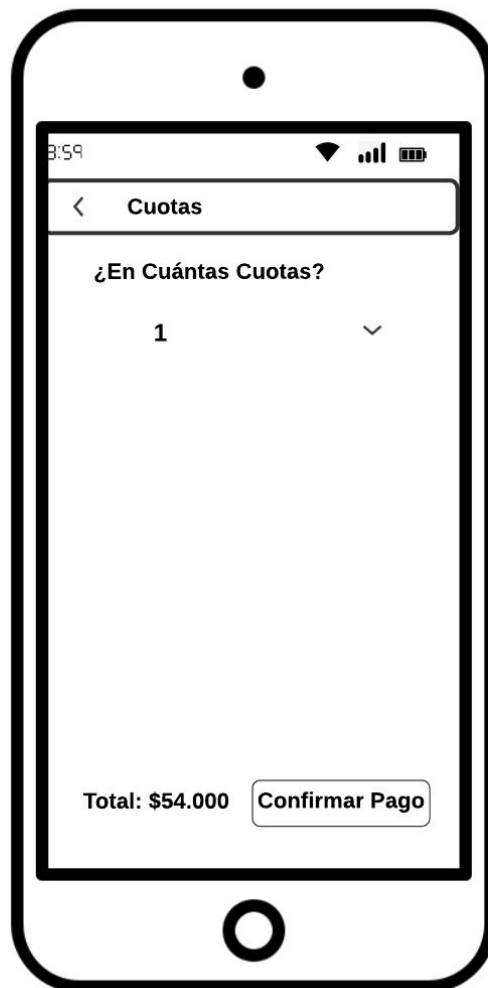 3:59
Cuotas
¿En Cuántas Cuotas?
1
Total: $54.000
Confirmar Pago